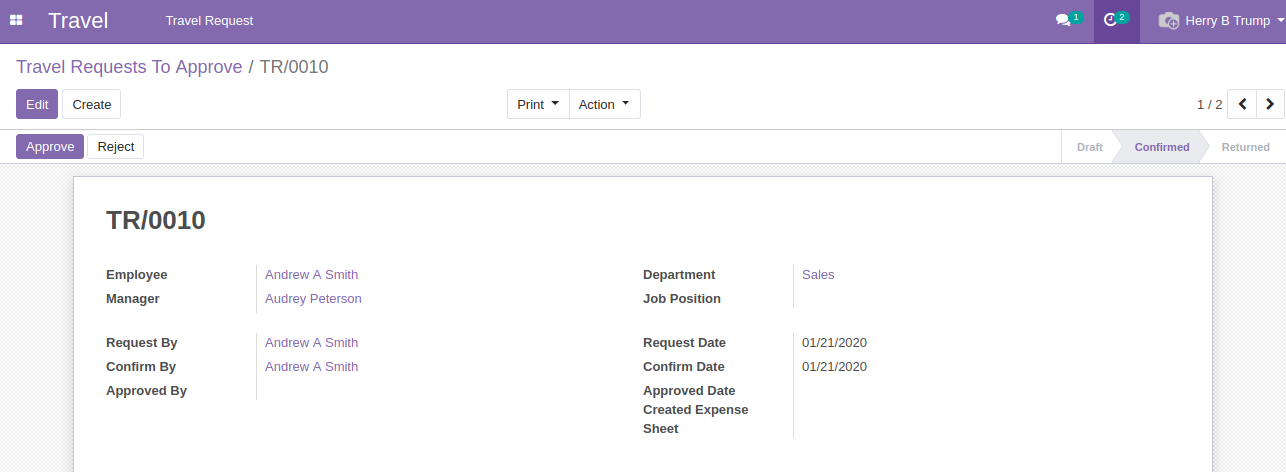 Travel Travel Request 1 2 Herry B Trump
Travel Requests To Approve / TR/0010
Edit Create Print Action 1 / 2
Approve Reject Draft Confirmed Returned
TR/0010
Employee Andrew A Smith Department Sales
Manager Audrey Peterson Job Position
Request By Andrew A Smith Request Date 01/21/2020
Confirm By Andrew A Smith Confirm Date 01/21/2020
Approved By Approved Date
Created Expense
Sheet